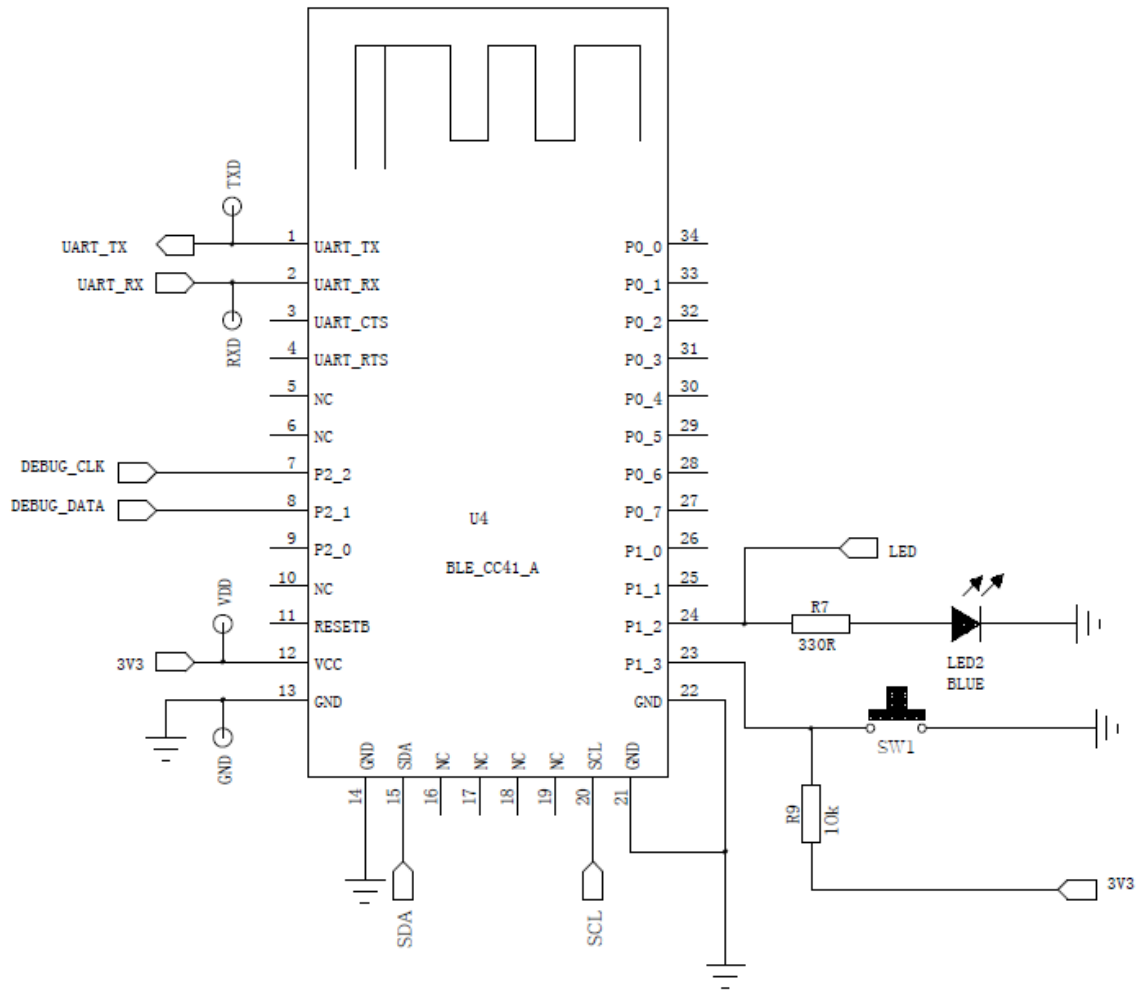 TXD
UART_TX
1
UART_TX
UART_RX
2
UART_RX
RXD
3
UART_CTS
4
UART_RTS
5
NC
6
NC
DEBUG_CLK
7
P2_2
DEBUG_DATA
8
P2_1
9
P2_0
10
NC
VDD
11
RESETB
3V3
12
VCC
13
GND
GND
U4
BLE_CC41_A
P0_0
34
P0_1
33
P0_2
32
P0_3
31
P0_4
30
P0_5
29
P0_6
28
P0_7
27
P1_0
26
LED
P1_1
25
P1_2
24
R7
330R
LED2
BLUE
P1_3
23
GND
22
SW1
GND
SDA
NC
NC
NC
NC
SCL
GND
14
15
16
17
18
19
20
21
R9
10k
3V3
SDA
SCL